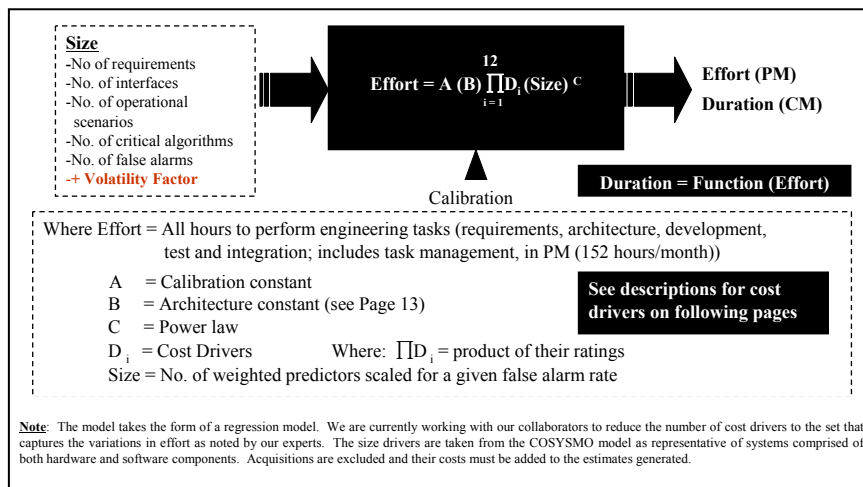 Size
-No of requirements
-No. of interfaces
-No. of operational
scenarios
-No. of critical algorithms
-No. of false alarms
-+ Volatility Factor
12
Effort = A (B) ∏ D i (Size) C
i = 1
Effort (PM)
Duration (CM)
Calibration
Duration = Function (Effort)
Where Effort = All hours to perform engineering tasks (requirements, architecture, development,
test and integration; includes task management, in PM (152 hours/month))
A = Calibration constant
B = Architecture constant (see Page 13)
C = Power law
D i = Cost Drivers Where: ∏D i = product of their ratings
Size = No. of weighted predictors scaled for a given false alarm rate
See descriptions for cost
drivers on following pages
Note: The model takes the form of a regression model. We are currently working with our collaborators to reduce the number of cost drivers to the set that
captures the variations in effort as noted by our experts. The size drivers are taken from the COSYSMO model as representative of systems comprised of
both hardware and software components. Acquisitions are excluded and their costs must be added to the estimates generated.